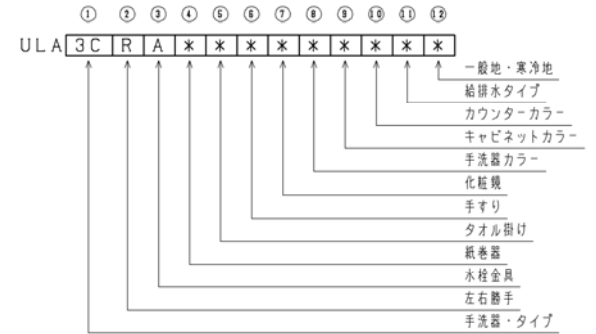 ① ② ③ ④ ⑤ ⑥ ⑦ ⑧ ⑨ ⑩ ⑪ ⑫
ULA 3C R A * * * * * * * * *
一般地・寒冷地
給排水タイプ
カウンターカラー
キャビネットカラー
手洗器カラー
化粧鏡
手すり
タオル掛け
紙巻器
水栓金具
左右勝手
手洗器・タイプ